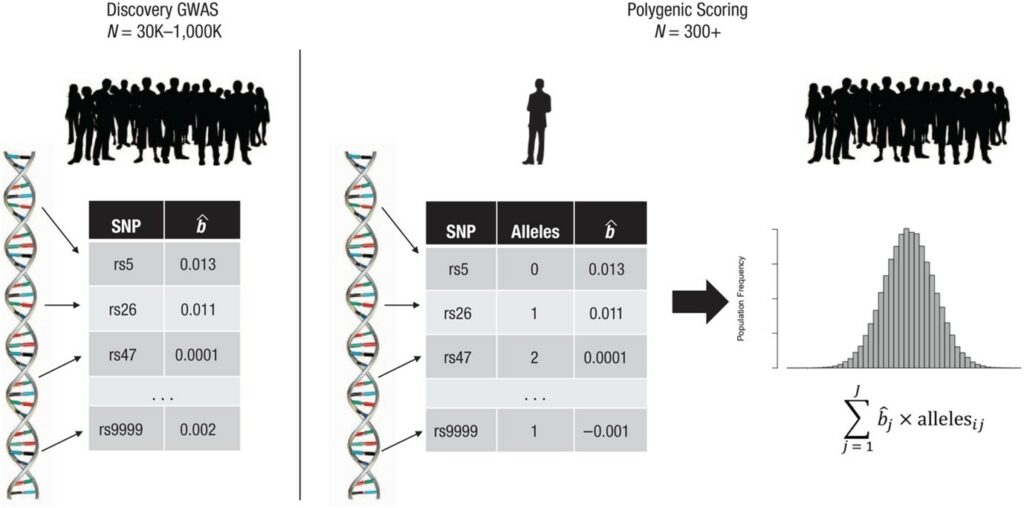 Discovery GWAS
N = 30K–1,000K
SNP b̂
rs5 0.013
rs26 0.011
rs47 0.0001
...
rs9999 0.002
Polygenic Scoring
N = 300+
SNP Alleles b̂
rs5 0 0.013
rs26 1 0.011
rs47 2 0.0001
...
rs9999 1 −0.001
Population Frequency
J
∑ b̂j × allelesij
j = 1